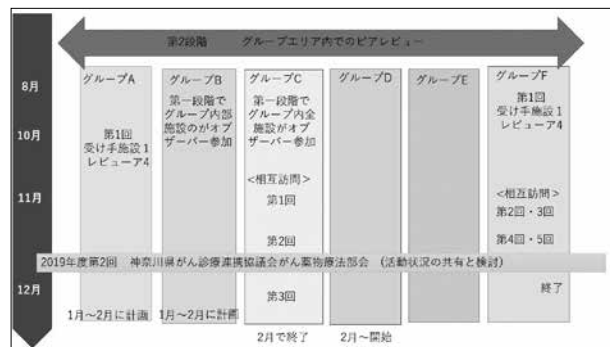 第2段階　グループエリア内でのピアレビュー
8月
10月
11月
12月
グループA
第1回
受け手施設1
レビューア4
1月～2月に計画
グループB
第一段階で
グループ内部
施設のがオブ
ザーバー参加
1月～2月に計画
グループC
第一段階で
グループ内全
施設がオブ
ザーバー参加
<相互訪問>
第1回
第2回
第3回
2月で終了
グループD
2月～開始
グループE
グループF
第1回
受け手施設1
レビューア4
<相互訪問>
第2回・3回
第4回・5回
終了
2019年度第2回　神奈川県がん診療連携協議会がん薬物療法部会　（活動状況の共有と検討）